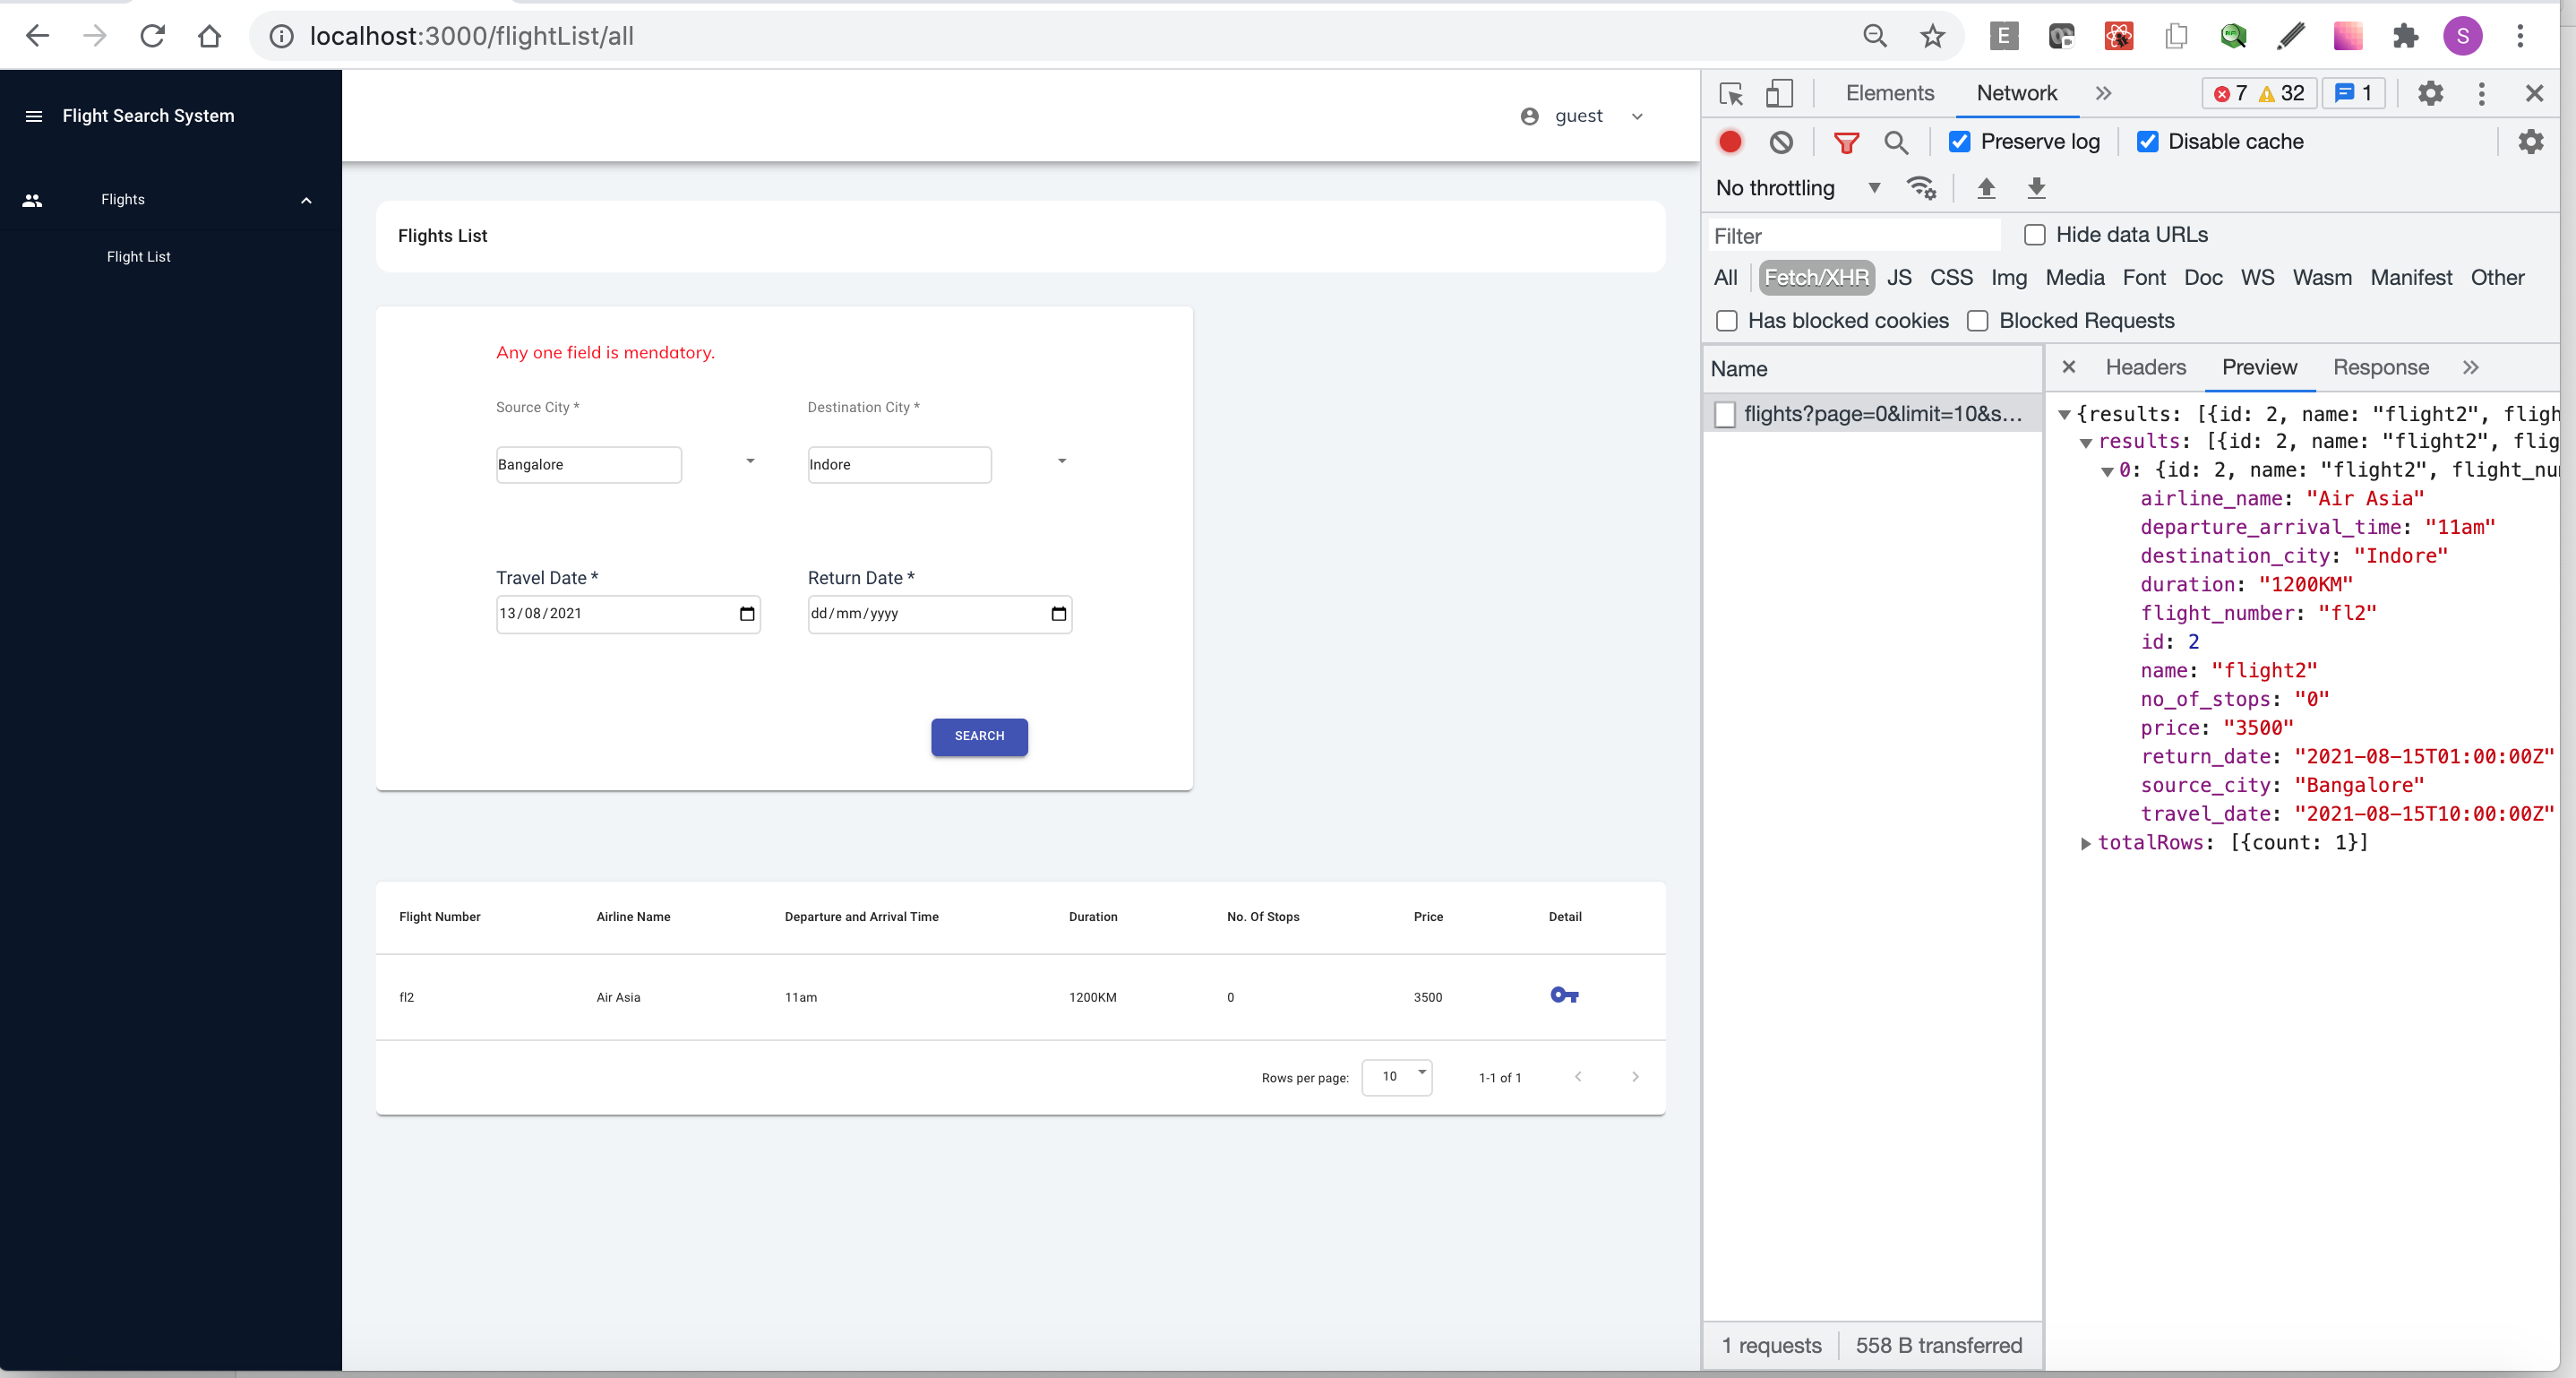 localhost:3000/flightList/all
E
S
Flight Search System
Flights
Flight List
guest
Flights List
Any one field is mendatory.
Source City *
Destination City *
Bangalore
Indore
Travel Date *
Return Date *
13/08/2021
dd/mm/yyyy
SEARCH
Flight Number Airline Name Departure and Arrival Time Duration No. Of Stops Price Detail
fl2 Air Asia 11am 1200KM 0 3500
Rows per page: 10 1-1 of 1
Elements Network 7 32 1
Preserve log Disable cache
No throttling
Filter Hide data URLs
All Fetch/XHR JS CSS Img Media Font Doc WS Wasm Manifest Other
Has blocked cookies Blocked Requests
Name
flights?page=0&limit=10&s...
1 requests 558 B transferred
Headers Preview Response
{results: [{id: 2, name: "flight2", fligh
results: [{id: 2, name: "flight2", flig
0: {id: 2, name: "flight2", flight_nu
airline_name: "Air Asia"
departure_arrival_time: "11am"
destination_city: "Indore"
duration: "1200KM"
flight_number: "fl2"
id: 2
name: "flight2"
no_of_stops: "0"
price: "3500"
return_date: "2021-08-15T01:00:00Z"
source_city: "Bangalore"
travel_date: "2021-08-15T10:00:00Z"
totalRows: [{count: 1}]